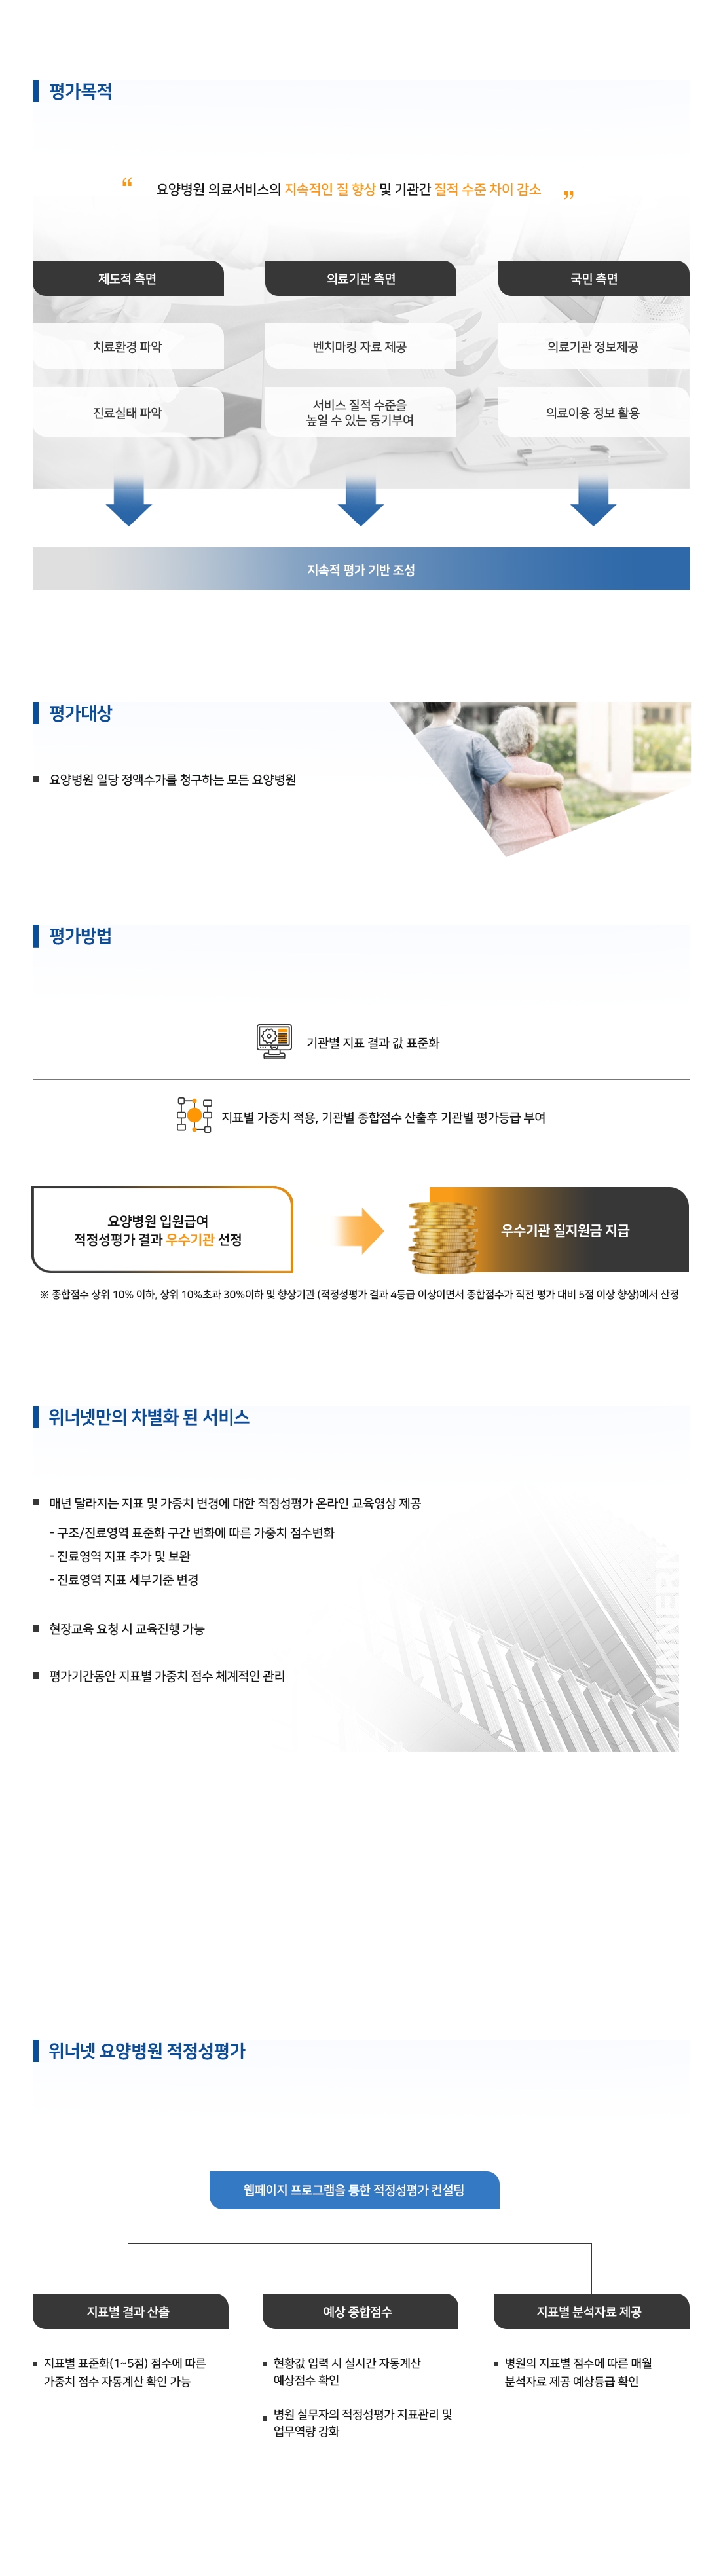 평가목적
“ 요양병원 의료서비스의 지속적인 질 향상 및 기관간 질적 수준 차이 감소 ”
제도적 측면
의료기관 측면
국민 측면
치료환경 파악
벤치마킹 자료 제공
의료기관 정보제공
진료실태 파악
서비스 질적 수준을
높일 수 있는 동기부여
의료이용 정보 활용
지속적 평가 기반 조성
평가대상
요양병원 일당 정액수가를 청구하는 모든 요양병원
평가방법
기관별 지표 결과 값 표준화
지표별 가중치 적용, 기관별 종합점수 산출후 기관별 평가등급 부여
요양병원 입원급여
적정성평가 결과 우수기관 선정
우수기관 질지원금 지급
※ 종합점수 상위 10% 이하, 상위 10%초과 30%이하 및 향상기관 (적정성평가 결과 4등급 이상이면서 종합점수가 직전 평가 대비 5점 이상 향상)에서 산정
위너넷만의 차별화 된 서비스
매년 달라지는 지표 및 가중치 변경에 대한 적정성평가 온라인 교육영상 제공
- 구조/진료영역 표준화 구간 변화에 따른 가중치 점수변화
- 진료영역 지표 추가 및 보완
- 진료영역 지표 세부기준 변경
현장교육 요청 시 교육진행 가능
평가기간동안 지표별 가중치 점수 체계적인 관리
위너넷 요양병원 적정성평가
웹페이지 프로그램을 통한 적정성평가 컨설팅
지표별 결과 산출
지표별 표준화(1~5점) 점수에 따른
가중치 점수 자동계산 확인 가능
예상 종합점수
현황값 입력 시 실시간 자동계산
예상점수 확인
병원 실무자의 적정성평가 지표관리 및
업무역량 강화
지표별 분석자료 제공
병원의 지표별 점수에 따른 매월
분석자료 제공 예상등급 확인